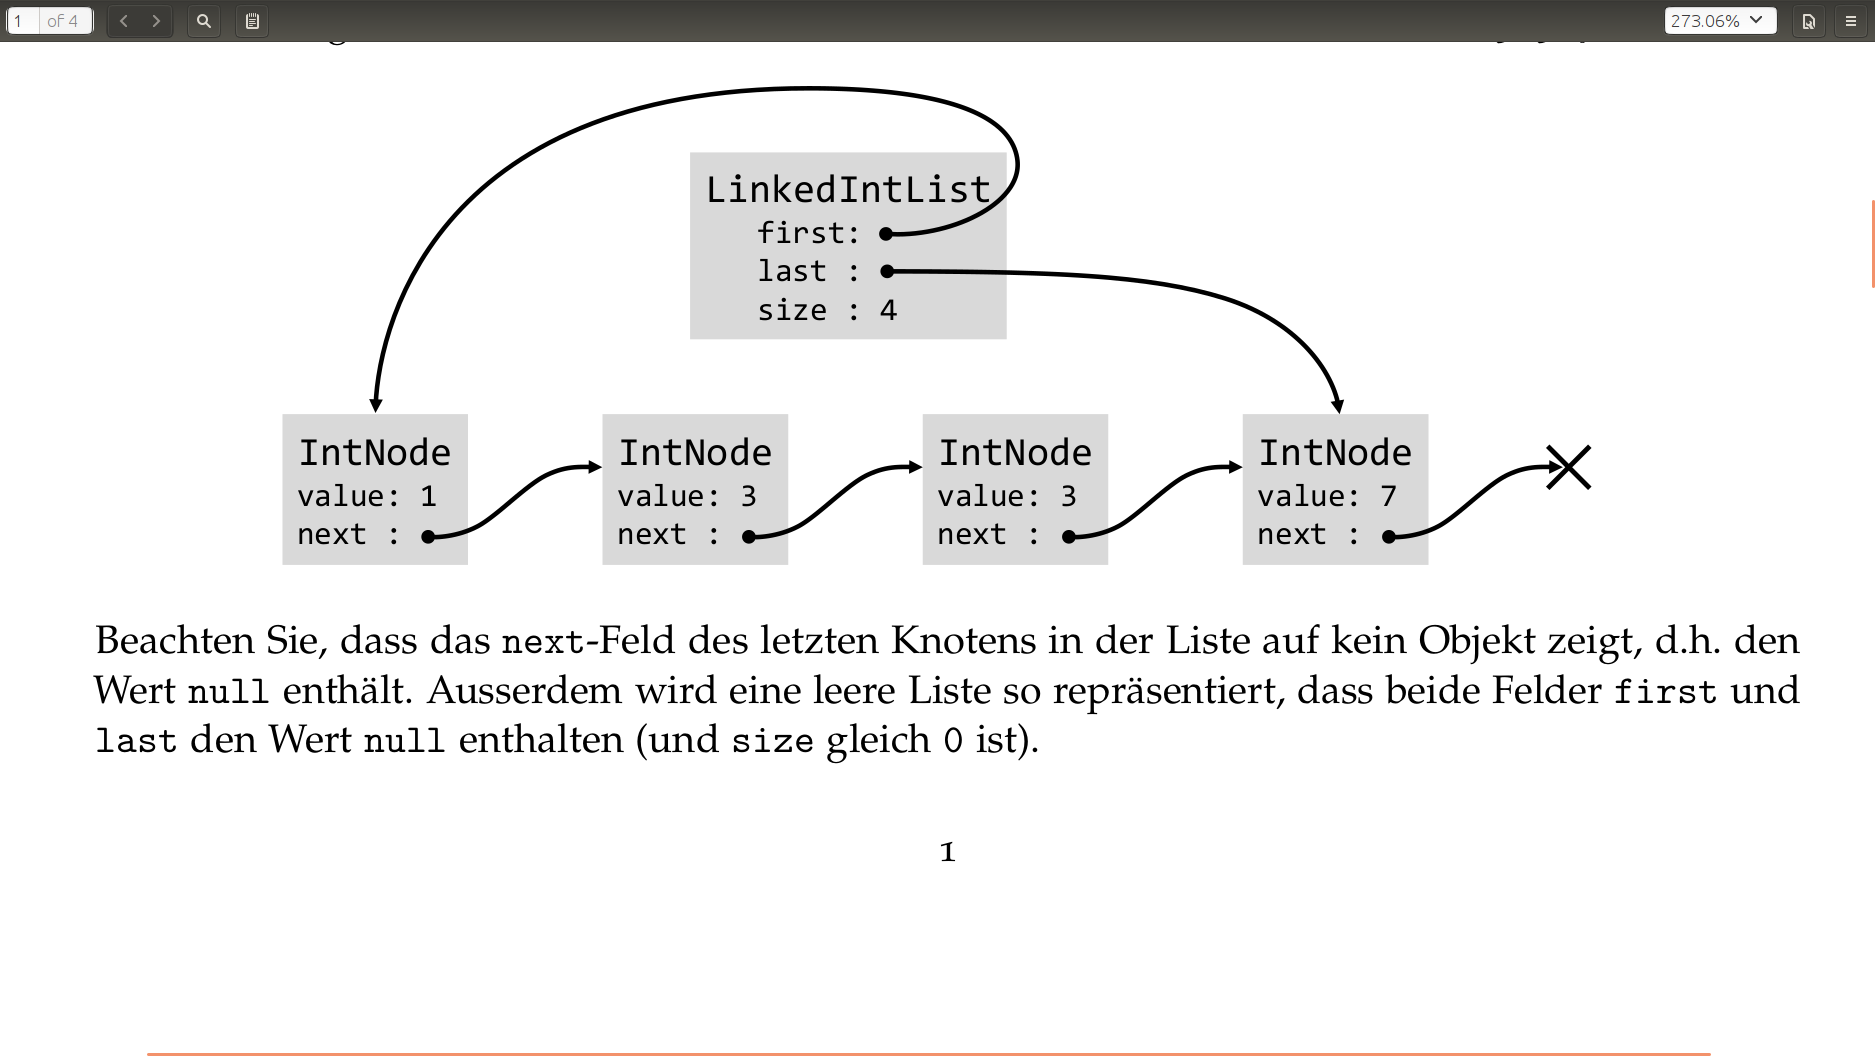 1 of 4 273.06%
LinkedIntList
first:
last :
size : 4
IntNode IntNode IntNode IntNode
value: 1 value: 3 value: 3 value: 7
next : next : next : next :
Beachten Sie, dass das next-Feld des letzten Knotens in der Liste auf kein Objekt zeigt, d.h. den
Wert null enthält. Ausserdem wird eine leere Liste so repräsentiert, dass beide Felder first und
last den Wert null enthalten (und size gleich 0 ist).
1